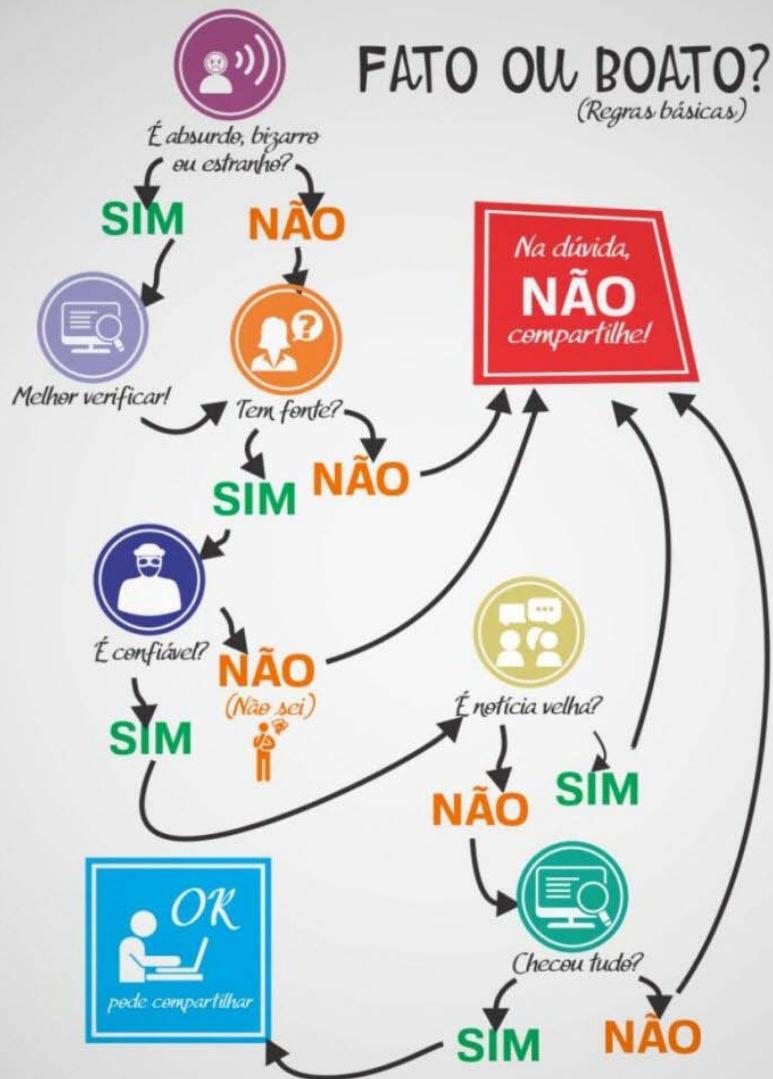 FATO OU BOATO?
(Regras básicas)
É absurdo, bizarro
ou estranho?
SIM
NÃO
Melhor verificar!
Tem fonte?
SIM
NÃO
Na dúvida,
NÃO
compartilhe!
É confiável?
NÃO
(Não sei)
SIM
É notícia velha?
NÃO
SIM
Checou tudo?
SIM
NÃO
OK
pode compartilhar